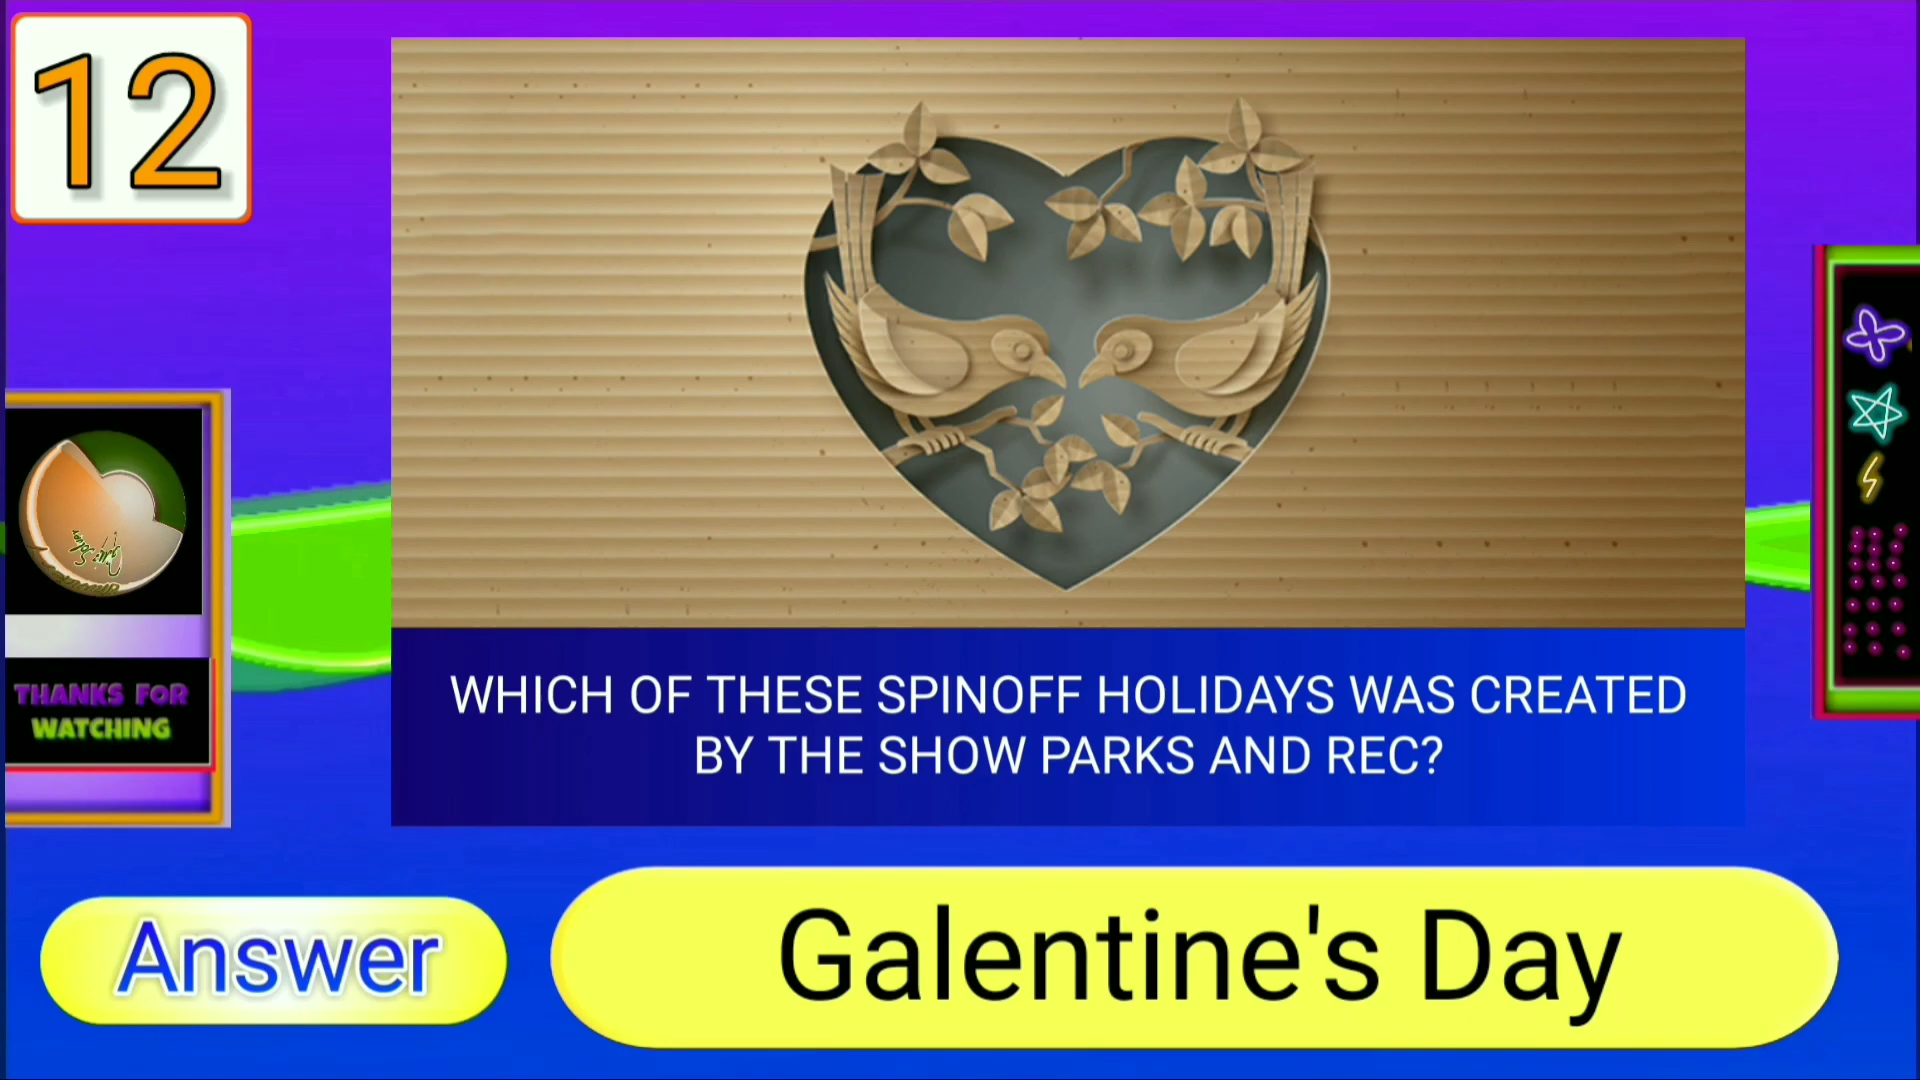 12
WHICH OF THESE SPINOFF HOLIDAYS WAS CREATED
BY THE SHOW PARKS AND REC?
THANKS FOR
WATCHING
Answer
Galentine's Day